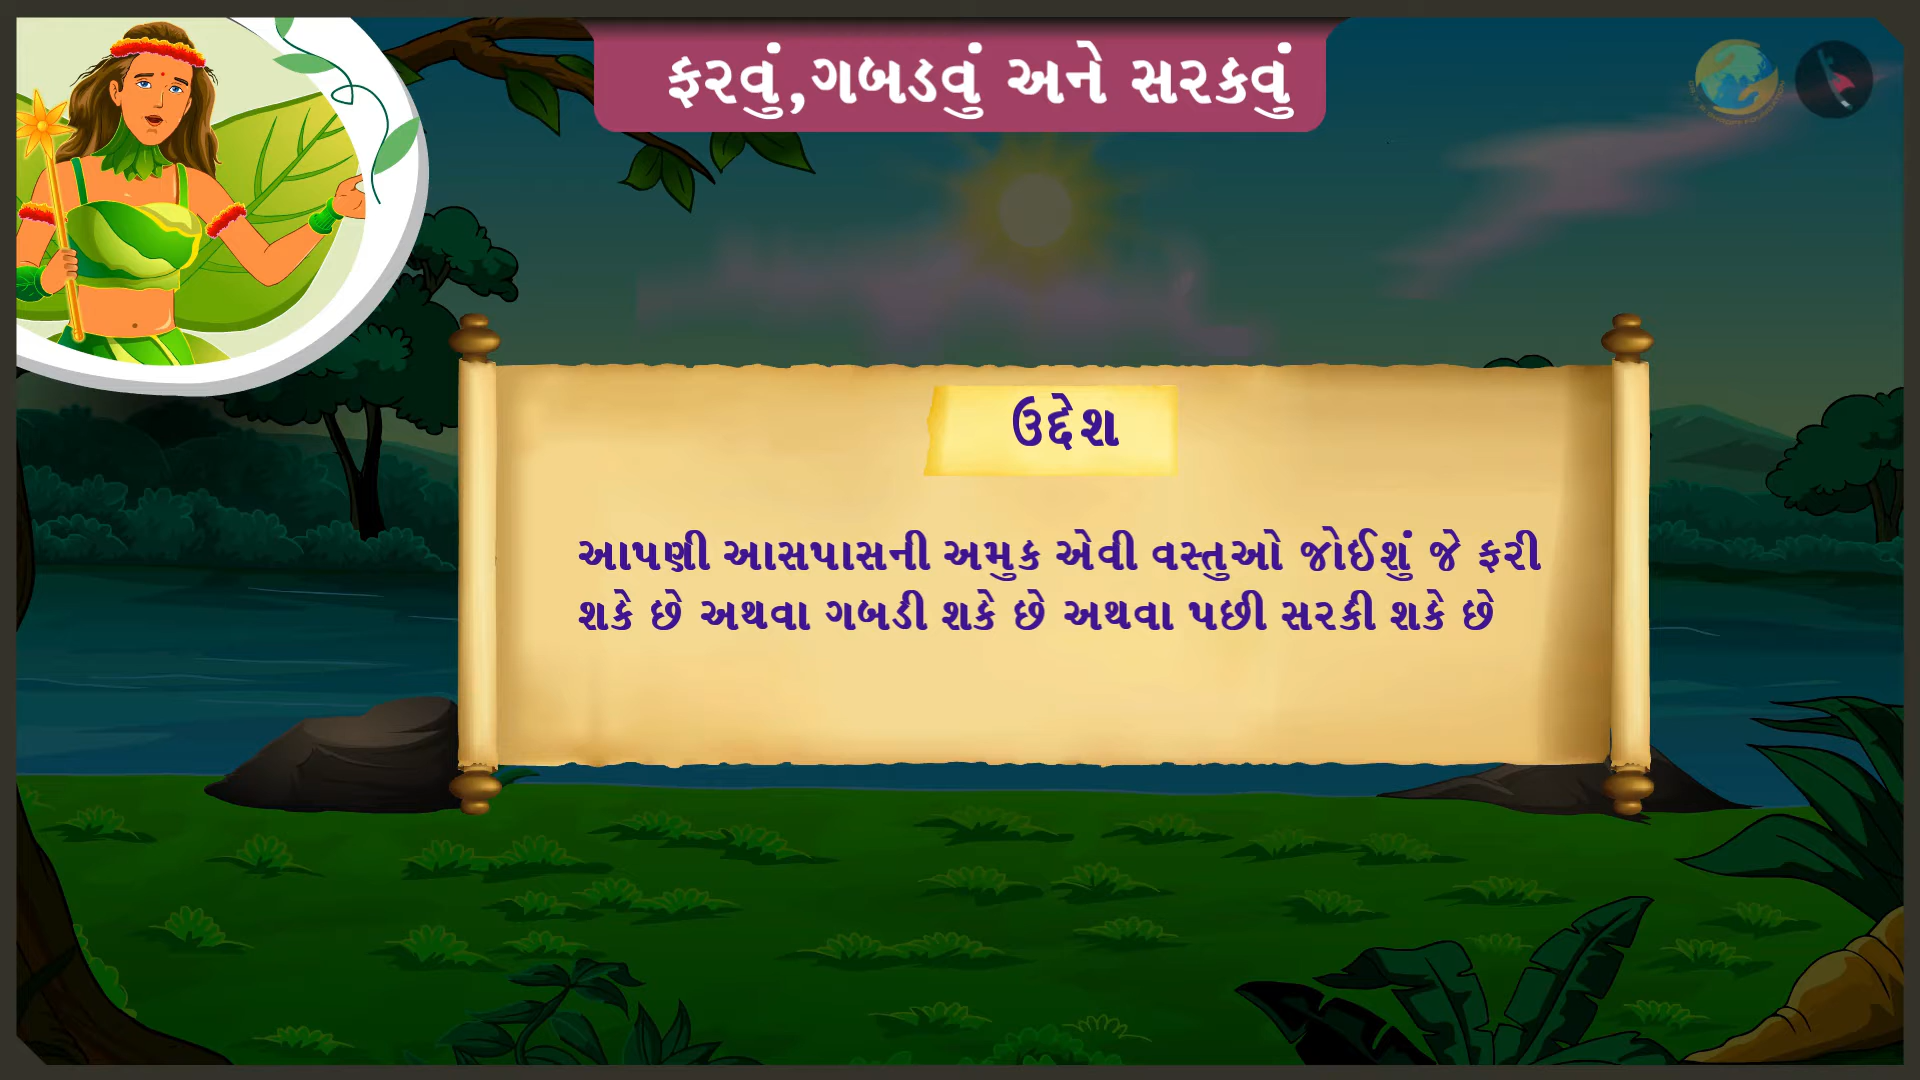 ફરવું,ગબડવું અને સરકવું
ઉદ્દેશ
આપણી આસપાસની અમુક એવી વસ્તુઓ જોઈશું જે ફરી
શકે છે અથવા ગબડી શકે છે અથવા પછી સરકી શકે છે